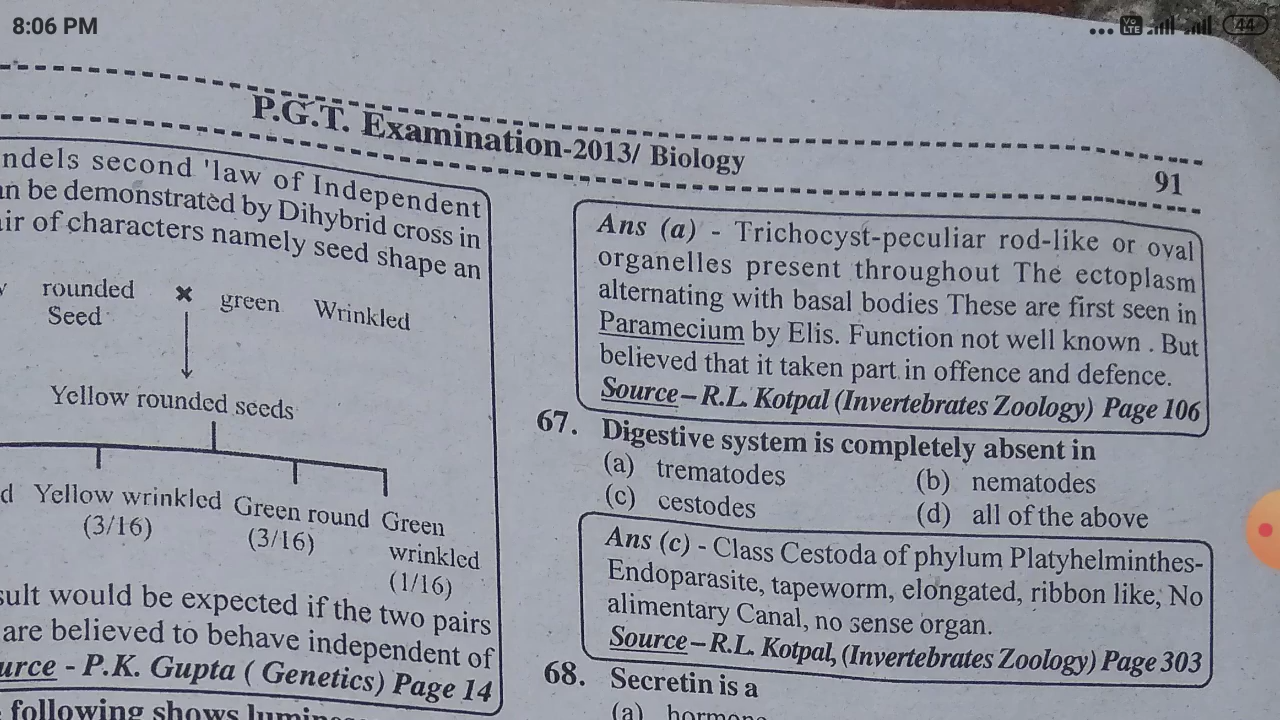 8:06 PM
VO LTE 44
P.G.T. Examination-2013/ Biology
91
ndels second 'law of Independent
an be demonstrated by Dihybrid cross in
air of characters namely seed shape an
rounded × green Wrinkled
Seed
Yellow rounded seeds
d Yellow wrinkled Green round Green
(3/16) (3/16) wrinkled
(1/16)
sult would be expected if the two pairs
are believed to behave independent of
urce - P.K. Gupta ( Genetics) Page 14
following shows
Ans (a) - Trichocyst-peculiar rod-like or oval
organelles present throughout The ectoplasm
alternating with basal bodies These are first seen in
Paramecium by Elis. Function not well known . But
believed that it taken part in offence and defence.
Source – R.L. Kotpal (Invertebrates Zoology) Page 106
67. Digestive system is completely absent in
(a) trematodes (b) nematodes
(c) cestodes (d) all of the above
Ans (c) - Class Cestoda of phylum Platyhelminthes-
Endoparasite, tapeworm, elongated, ribbon like, No
alimentary Canal, no sense organ.
Source – R.L. Kotpal, (Invertebrates Zoology) Page 303
68. Secretin is a
(a) hormone